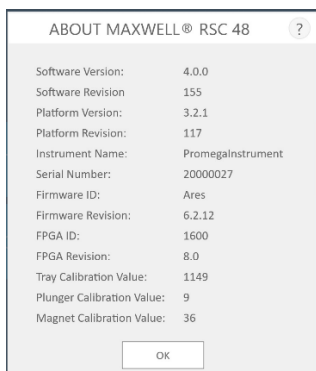 ABOUT MAXWELL® RSC 48 ?
Software Version: 4.0.0
Software Revision 155
Platform Version: 3.2.1
Platform Revision: 117
Instrument Name: PromegaInstrument
Serial Number: 20000027
Firmware ID: Ares
Firmware Revision: 6.2.12
FPGA ID: 1600
FPGA Revision: 8.0
Tray Calibration Value: 1149
Plunger Calibration Value: 9
Magnet Calibration Value: 36
OK